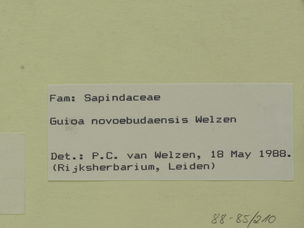 Fam: Sapindaceae
Guioa novoebudaensis Welzen
Det.: P.C. van Welzen, 18 May 1988.
(Rijksherbarium, Leiden)
88-85/210